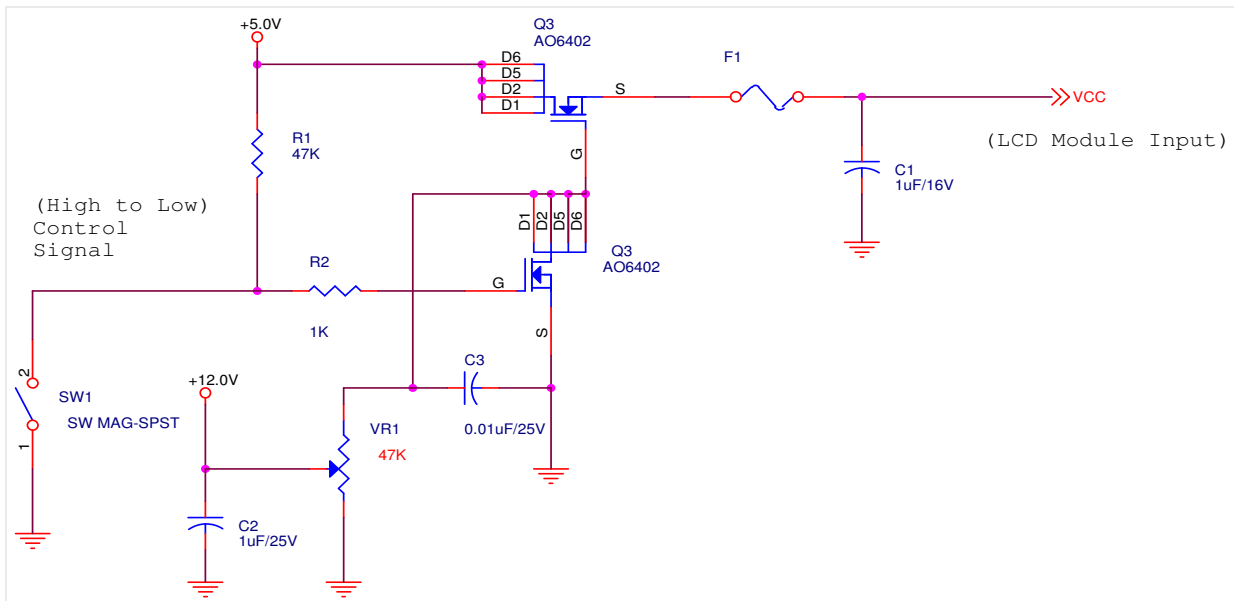 +5.0V
Q3
AO6402
F1
D6
D5
D2
D1
S
VCC
(LCD Module Input)
R1
47K
G
C1
1uF/16V
(High to Low)
Control
Signal
D1
D2
D5
D6
Q3
AO6402
R2
G
1K
S
C3
+12.0V
2
SW1
SW MAG-SPST
VR1
0.01uF/25V
1
47K
C2
1uF/25V